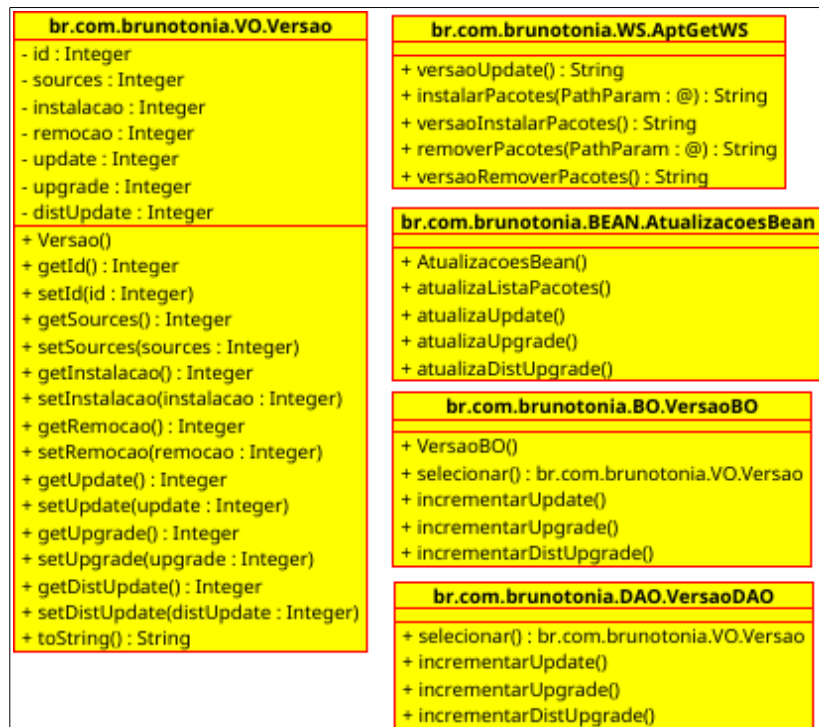 br.com.brunotonia.VO.Versao
- id : Integer
- sources : Integer
- instalacao : Integer
- remocao : Integer
- update : Integer
- upgrade : Integer
- distUpdate : Integer
+ Versao()
+ getId() : Integer
+ setId(id : Integer)
+ getSources() : Integer
+ setSources(sources : Integer)
+ getInstalacao() : Integer
+ setInstalacao(instalacao : Integer)
+ getRemocao() : Integer
+ setRemocao(remocao : Integer)
+ getUpdate() : Integer
+ setUpdate(update : Integer)
+ getUpgrade() : Integer
+ setUpgrade(upgrade : Integer)
+ getDistUpdate() : Integer
+ setDistUpdate(distUpdate : Integer)
+ toString() : String
br.com.brunotonia.WS.AptGetWS
+ versaoUpdate() : String
+ instalarPacotes(PathParam : @) : String
+ versaoInstalarPacotes() : String
+ removerPacotes(PathParam : @) : String
+ versaoRemoverPacotes() : String
br.com.brunotonia.BEAN.AtualizacoesBean
+ AtualizacoesBean()
+ atualizaListaPacotes()
+ atualizaUpdate()
+ atualizaUpgrade()
+ atualizaDistUpgrade()
br.com.brunotonia.BO.VersaoBO
+ VersaoBO()
+ selecionar() : br.com.brunotonia.VO.Versao
+ incrementarUpdate()
+ incrementarUpgrade()
+ incrementarDistUpgrade()
br.com.brunotonia.DAO.VersaoDAO
+ selecionar() : br.com.brunotonia.VO.Versao
+ incrementarUpdate()
+ incrementarUpgrade()
+ incrementarDistUpgrade()